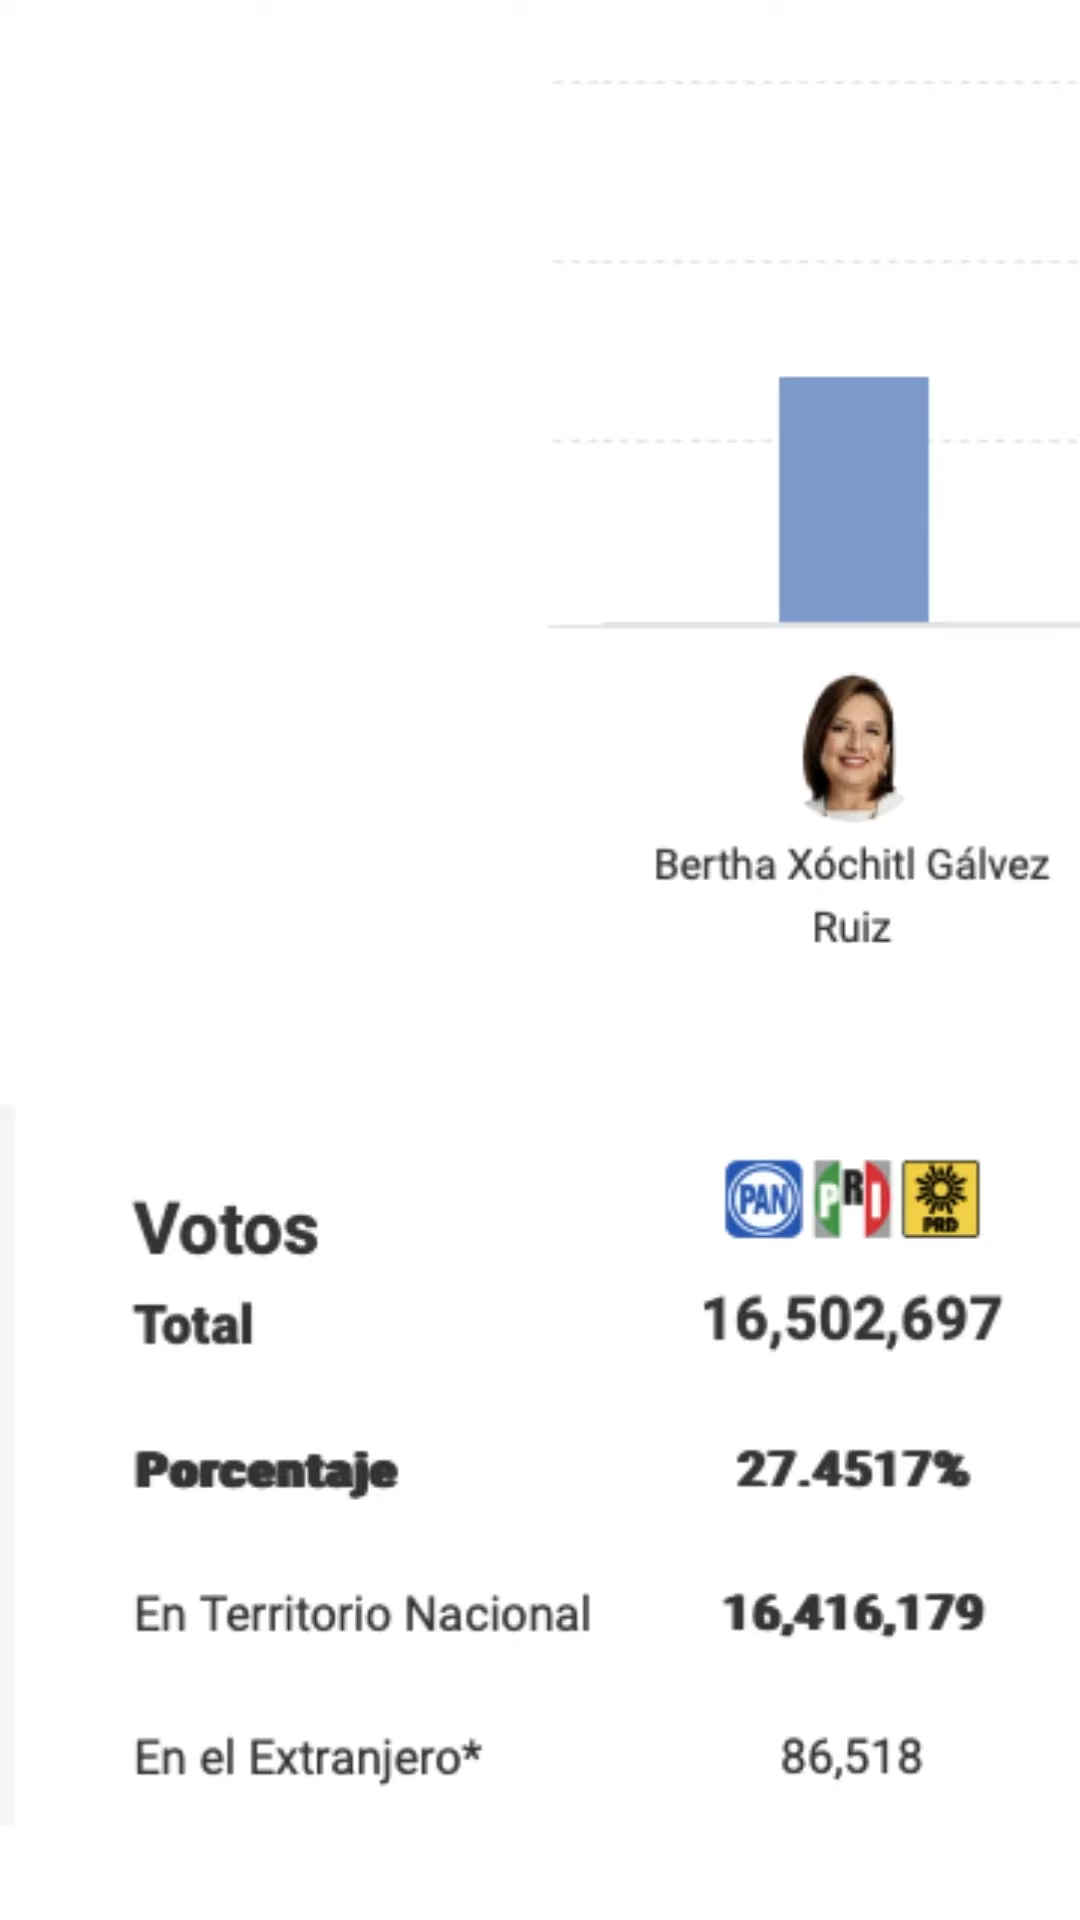 Bertha Xóchitl Gálvez
Ruiz
PAN PRI PRD
Votos
Total 16,502,697
Porcentaje 27.4517%
En Territorio Nacional 16,416,179
En el Extranjero* 86,518